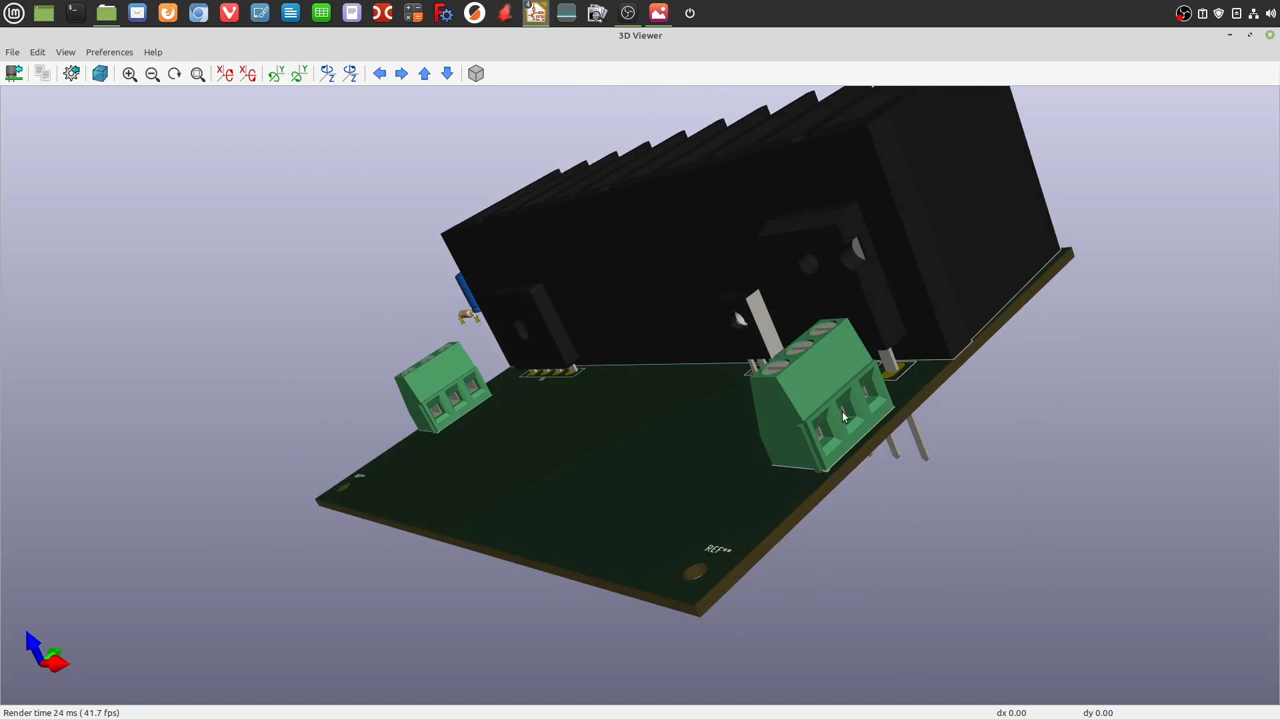 3D Viewer
File Edit View Preferences Help
REF**
Render time 24 ms ( 41.7 fps)
dx 0.00
dy 0.00